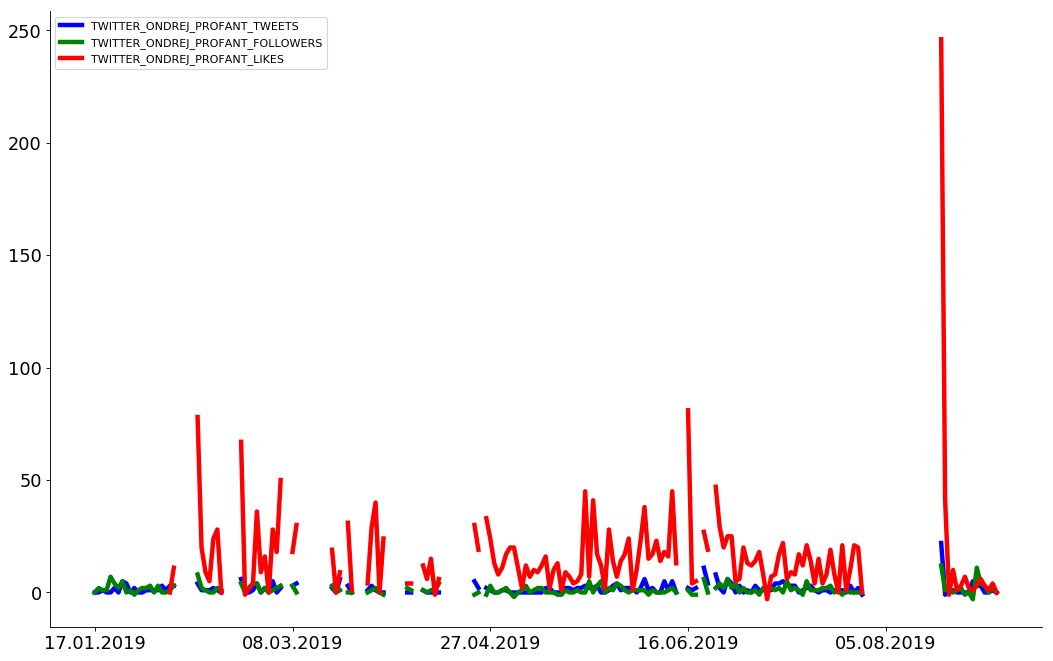 250
TWITTER_ONDREJ_PROFANT_TWEETS
TWITTER_ONDREJ_PROFANT_FOLLOWERS
TWITTER_ONDREJ_PROFANT_LIKES
200
150
100
50
0
17.01.2019 08.03.2019 27.04.2019 16.06.2019 05.08.2019